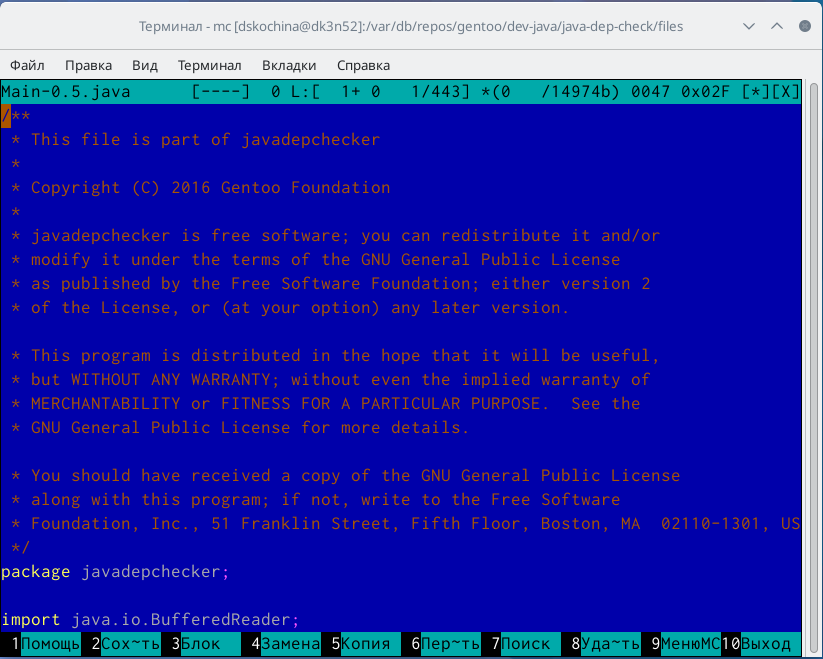 Терминал - mc [dskochina@dk3n52]:/var/db/repos/gentoo/dev-java/java-dep-check/files
Файл Правка Вид Терминал Вкладки Справка
Main-0.5.java [----] 0 L:[ 1+ 0 1/443] *(0 /14974b) 0047 0x02F [*][X]
/**
* This file is part of javadepchecker
*
* Copyright (C) 2016 Gentoo Foundation
*
* javadepchecker is free software; you can redistribute it and/or
* modify it under the terms of the GNU General Public License
* as published by the Free Software Foundation; either version 2
* of the License, or (at your option) any later version.
* This program is distributed in the hope that it will be useful,
* but WITHOUT ANY WARRANTY; without even the implied warranty of
* MERCHANTABILITY or FITNESS FOR A PARTICULAR PURPOSE. See the
* GNU General Public License for more details.
* You should have received a copy of the GNU General Public License
* along with this program; if not, write to the Free Software
* Foundation, Inc., 51 Franklin Street, Fifth Floor, Boston, MA 02110-1301, US
*/
package javadepchecker;
import java.io.BufferedReader;
1Помощь 2Сох~ть 3Блок 4Замена 5Копия 6Пер~ть 7Поиск 8Уда~ть 9МенюMC 10Выход